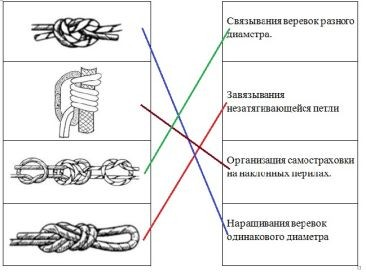 Связывания веревок разного
диаметра.
Завязывания
незатягивающейся петли
Организация самостраховки
на наклонных перилах.
Наращивания веревок
одинакового диаметра